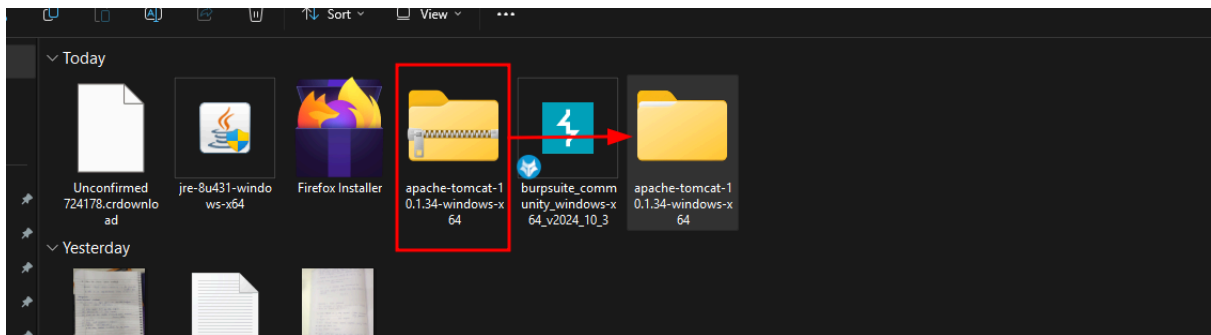 Sort
View
Today
Unconfirmed
724178.crdownlo
ad
jre-8u431-windo
ws-x64
Firefox Installer
apache-tomcat-1
0.1.34-windows-x
64
burpsuite_comm
unity_windows-x
64_v2024_10_3
apache-tomcat-1
0.1.34-windows-x
64
Yesterday